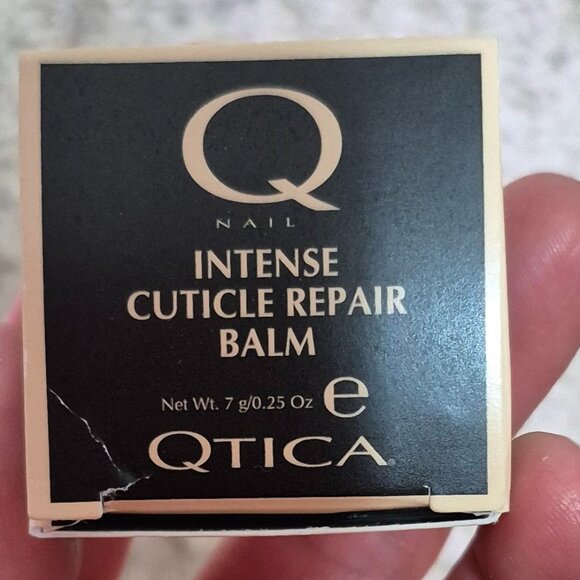 Q
NAIL
INTENSE
CUTICLE REPAIR
BALM
Net Wt. 7 g/0.25 Oz ℮
QTICA®